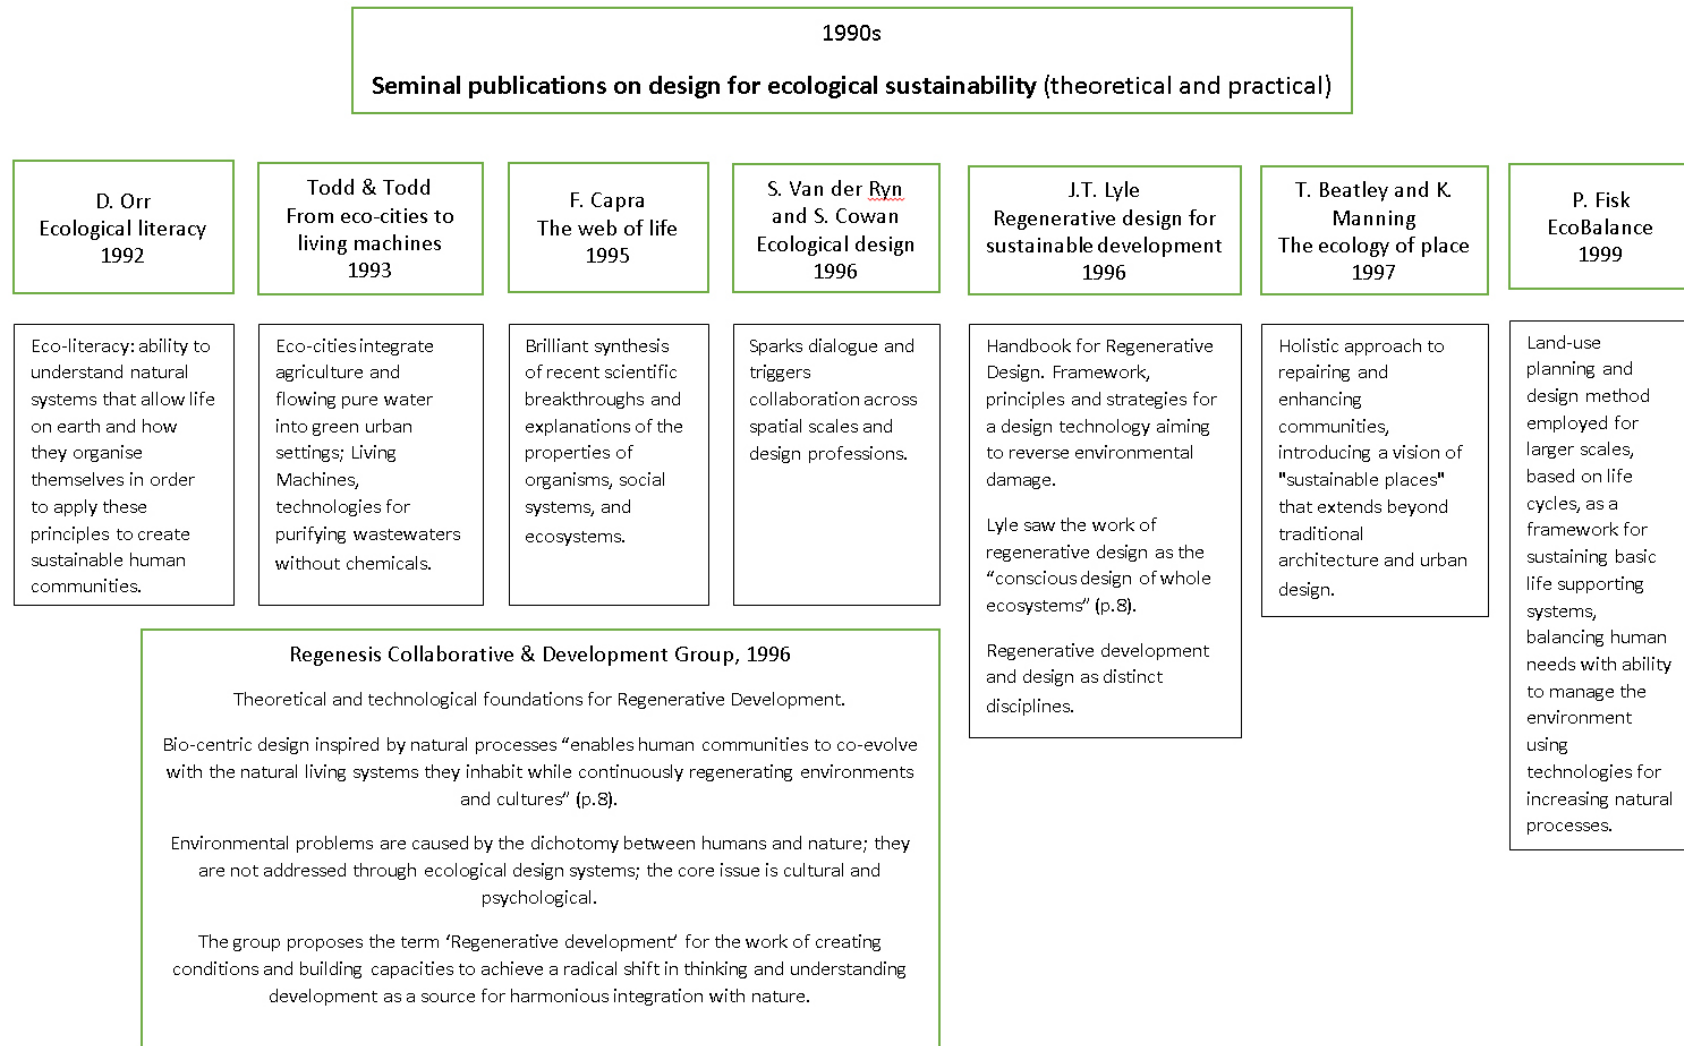 1990s
Seminal publications on design for ecological sustainability (theoretical and practical)
D. Orr
Ecological literacy
1992
Todd & Todd
From eco-cities to
living machines
1993
F. Capra
The web of life
1995
S. Van der Ryn
and S. Cowan
Ecological design
1996
J.T. Lyle
Regenerative design for
sustainable development
1996
T. Beatley and K.
Manning
The ecology of place
1997
P. Fisk
EcoBalance
1999
Eco-literacy: ability to
understand natural
systems that allow life
on earth and how
they organise
themselves in order
to apply these
principles to create
sustainable human
communities.
Eco-cities integrate
agriculture and
flowing pure water
into green urban
settings; Living
Machines,
technologies for
purifying wastewaters
without chemicals.
Brilliant synthesis
of recent scientific
breakthroughs and
explanations of the
properties of
organisms, social
systems, and
ecosystems.
Sparks dialogue and
triggers
collaboration across
spatial scales and
design professions.
Handbook for Regenerative
Design. Framework,
principles and strategies for
a design technology aiming
to reverse environmental
damage.
Lyle saw the work of
regenerative design as the
“conscious design of whole
ecosystems” (p.8).
Regenerative development
and design as distinct
disciplines.
Holistic approach to
repairing and
enhancing
communities,
introducing a vision of
"sustainable places"
that extends beyond
traditional
architecture and urban
design.
Land-use
planning and
design method
employed for
larger scales,
based on life
cycles, as a
framework for
sustaining basic
life supporting
systems,
balancing human
needs with ability
to manage the
environment
using
technologies for
increasing natural
processes.
Regenesis Collaborative & Development Group, 1996
Theoretical and technological foundations for Regenerative Development.
Bio-centric design inspired by natural processes “enables human communities to co-evolve
with the natural living systems they inhabit while continuously regenerating environments
and cultures” (p.8).
Environmental problems are caused by the dichotomy between humans and nature; they
are not addressed through ecological design systems; the core issue is cultural and
psychological.
The group proposes the term ‘Regenerative development’ for the work of creating
conditions and building capacities to achieve a radical shift in thinking and understanding
development as a source for harmonious integration with nature.